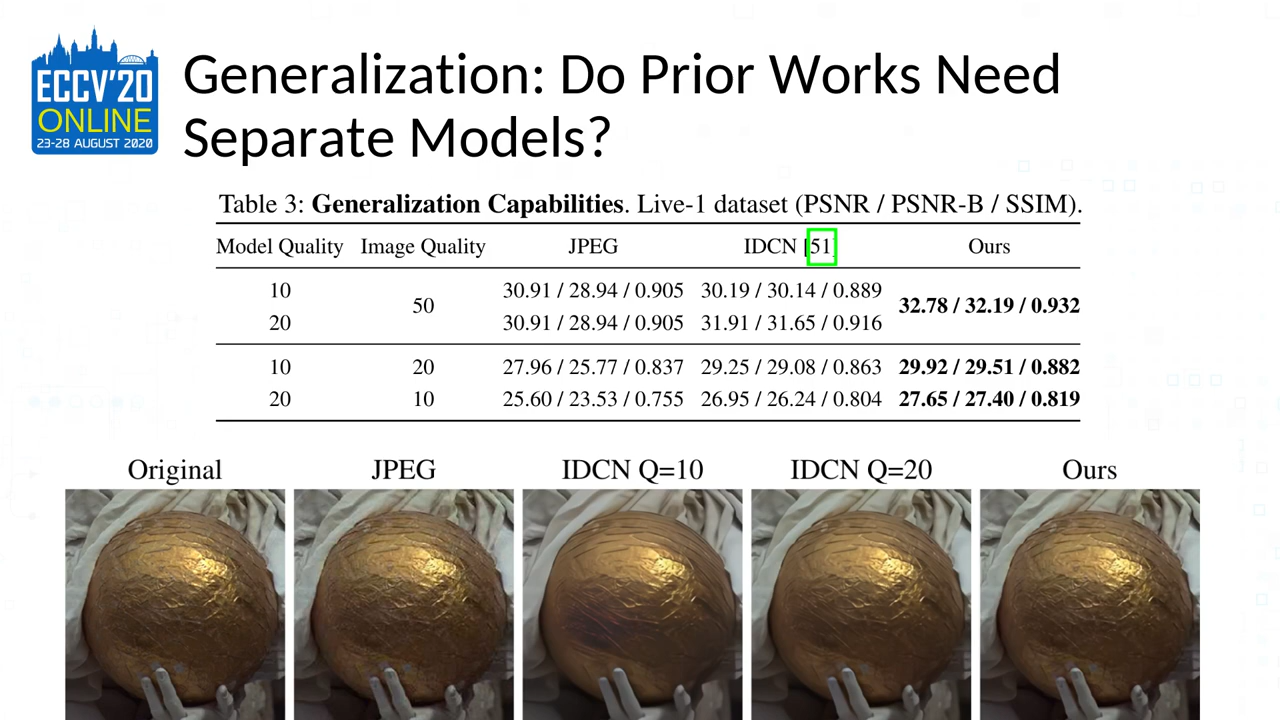 ECCV'20
ONLINE
23-28 AUGUST 2020
Generalization: Do Prior Works Need
Separate Models?
Table 3: Generalization Capabilities. Live-1 dataset (PSNR / PSNR-B / SSIM).
Model Quality Image Quality JPEG IDCN [51] Ours
10 30.91 / 28.94 / 0.905 30.19 / 30.14 / 0.889
50 32.78 / 32.19 / 0.932
20 30.91 / 28.94 / 0.905 31.91 / 31.65 / 0.916
10 20 27.96 / 25.77 / 0.837 29.25 / 29.08 / 0.863 29.92 / 29.51 / 0.882
20 10 25.60 / 23.53 / 0.755 26.95 / 26.24 / 0.804 27.65 / 27.40 / 0.819
Original JPEG IDCN Q=10 IDCN Q=20 Ours